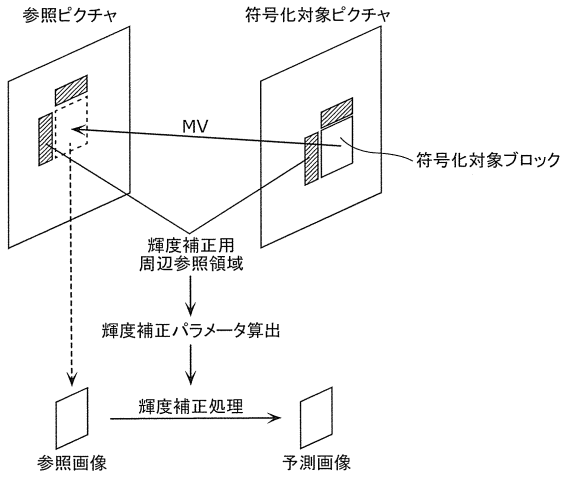 参照ピクチャ
符号化対象ピクチャ
MV
符号化対象ブロック
輝度補正用
周辺参照領域
輝度補正パラメータ算出
輝度補正処理
参照画像
予測画像